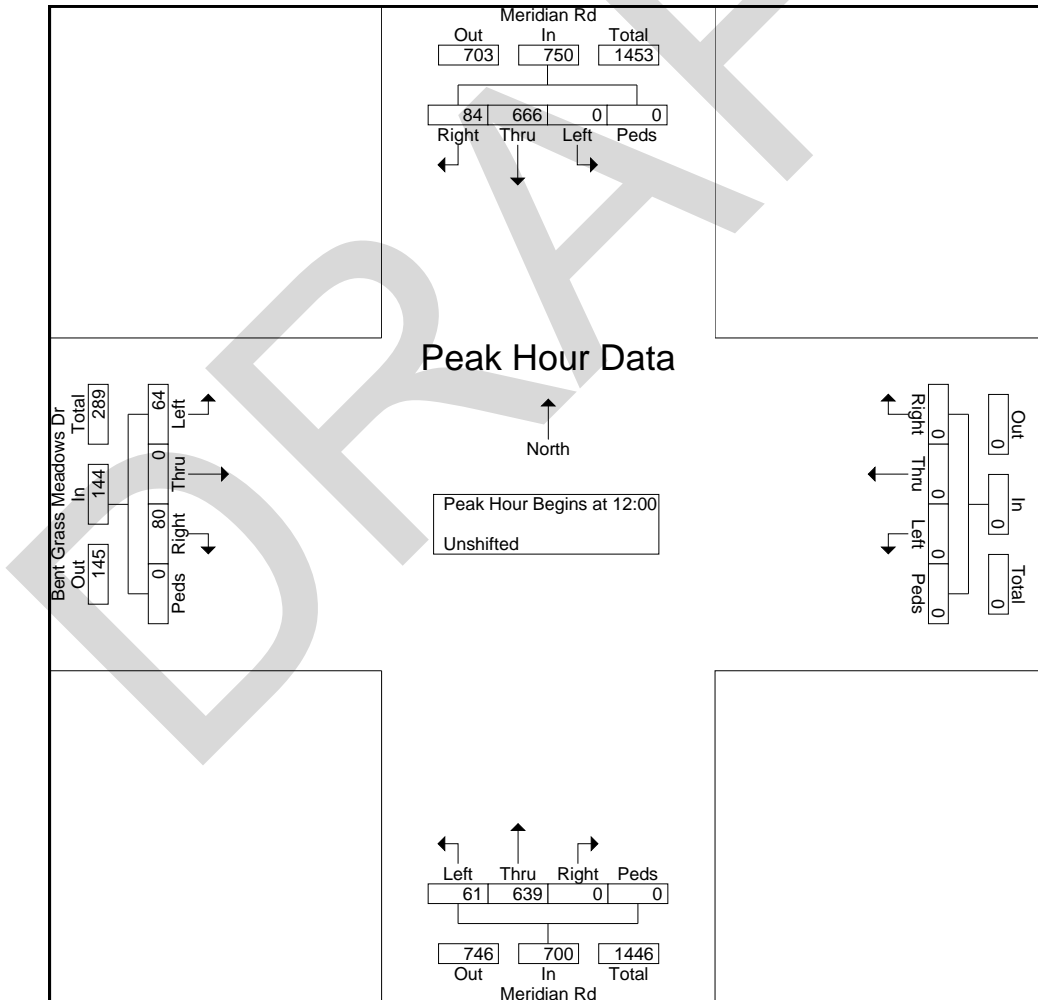 Meridian Rd
Out In Total
703 750 1453
84 666 0 0
Right Thru Left Peds
Peak Hour Data
North
Peak Hour Begins at 12:00
Unshifted
Bent Grass Meadows Dr
Out In Total
145 144 289
Peds Right Thru Left
0 80 0 64
Out In Total
0 0 0
Right Thru Left Peds
0 0 0 0
Left Thru Right Peds
61 639 0 0
746 700 1446
Out In Total
Meridian Rd
DRAF